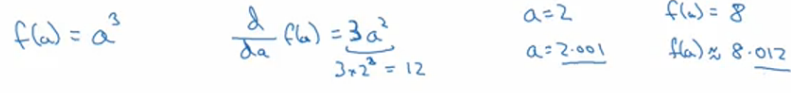 f(a) = a³ d/da f(a) = 3a² a = 2 f(a) = 8
3×2² = 12 a = 2.001 f(a) ≈ 8.012